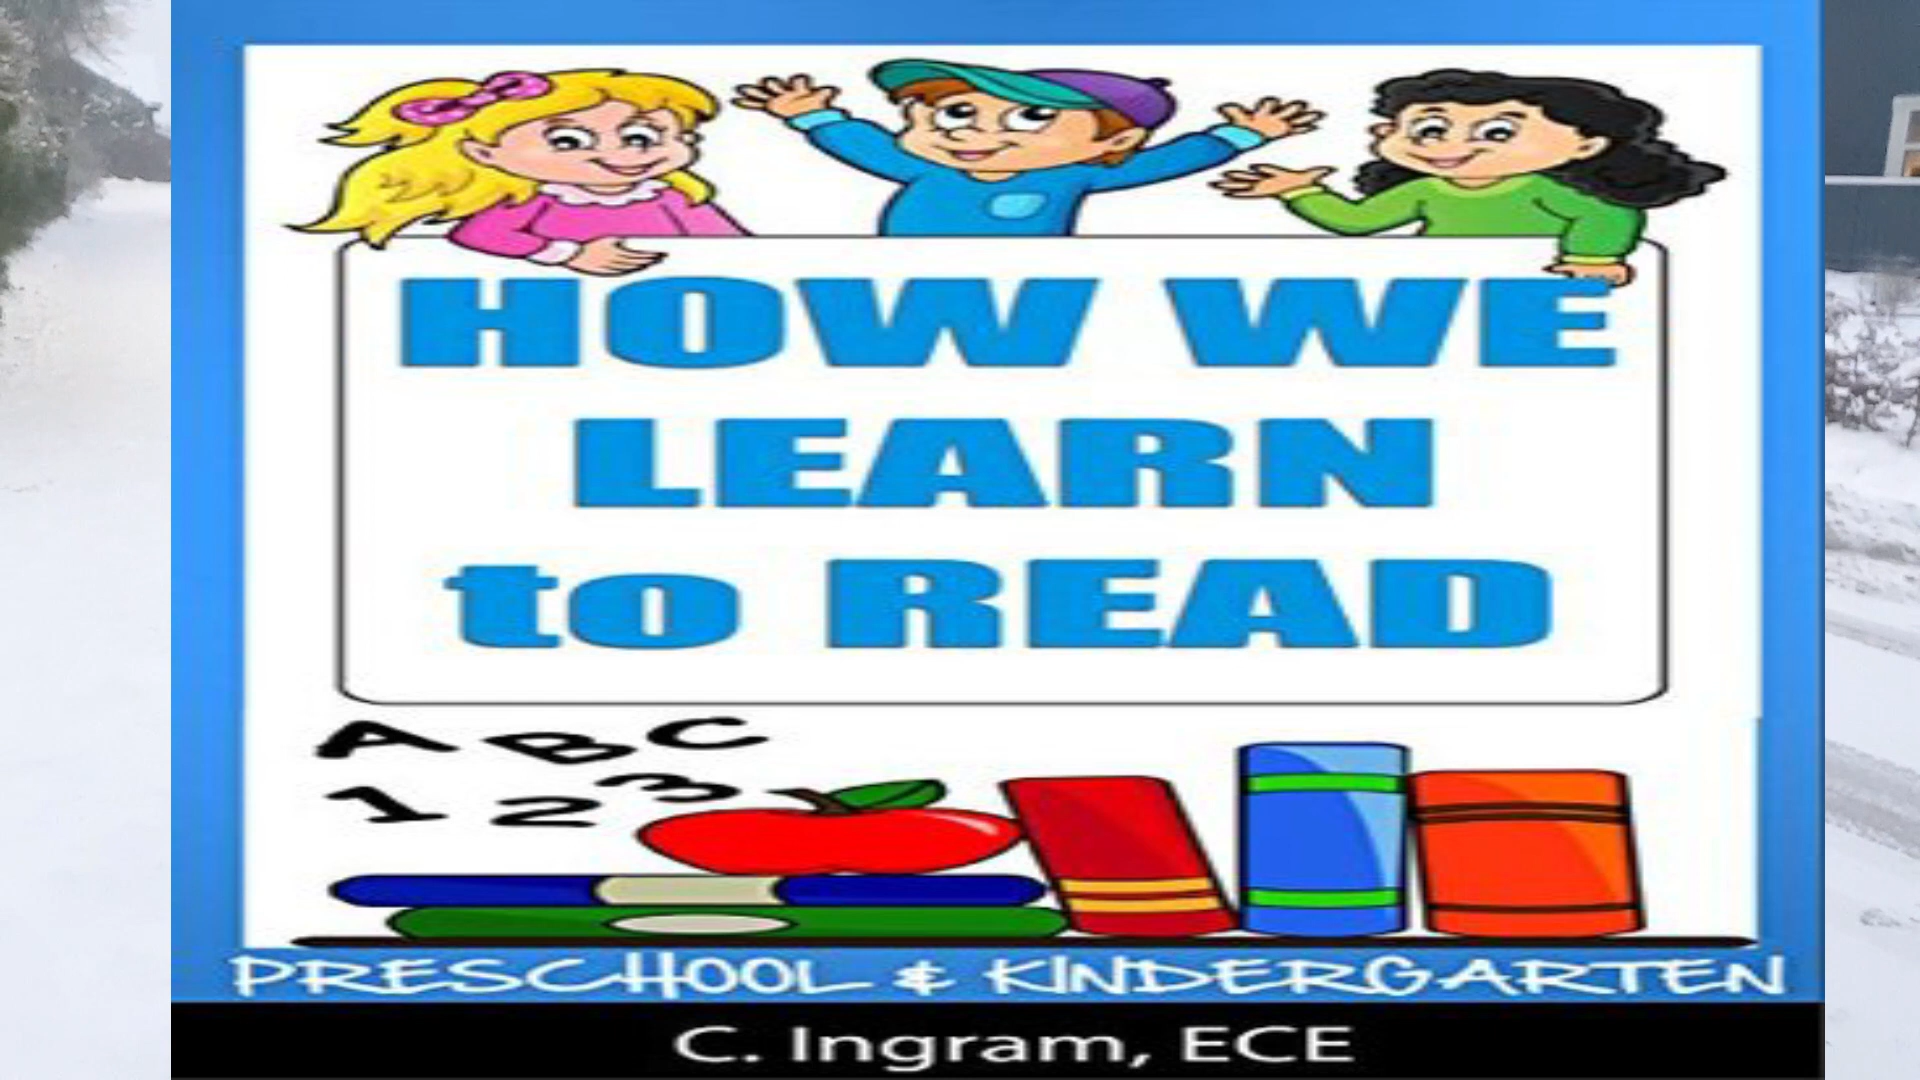 HOW WE
LEARN
to READ
A B C
1 2 3
PRESCHOOL & KINDERGARTEN
C. Ingram, ECE